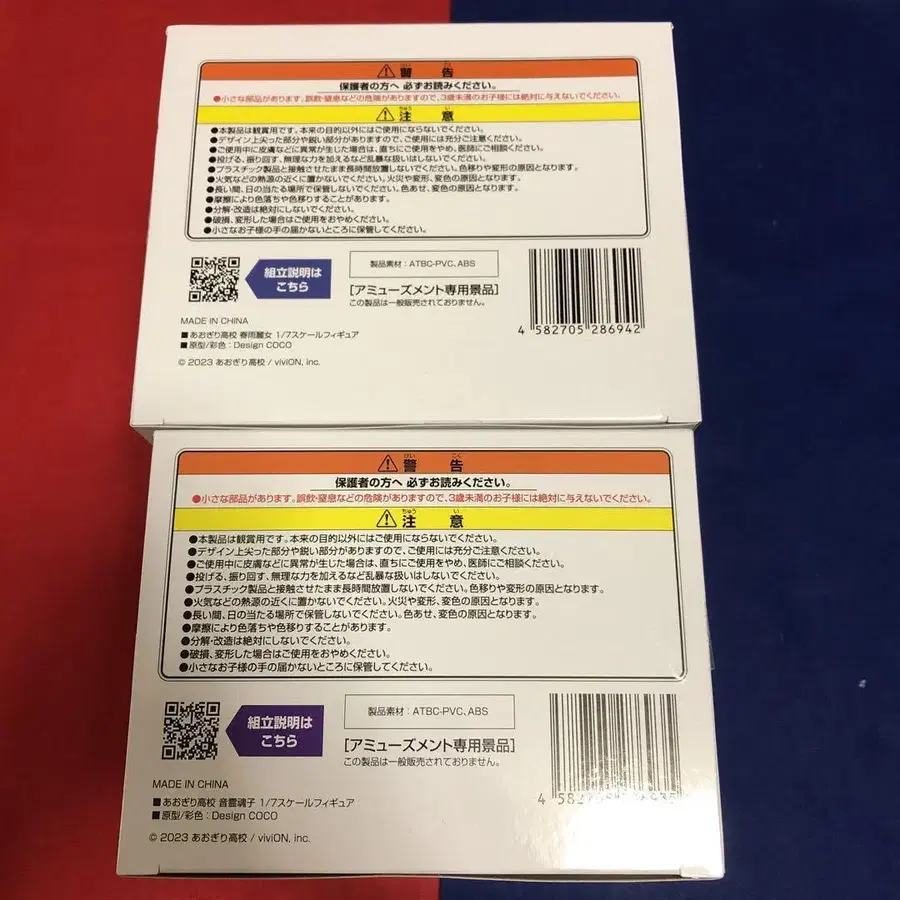 けい こく
警 告
保護者の方へ 必ずお読みください。
●小さな部品があります。誤飲・窒息などの危険がありますので、3歳未満のお子様には絶対に与えないでください。
ちゅう い
注 意
●本製品は観賞用です。本来の目的以外にはご使用にならないでください。
●デザイン上尖った部分や鋭い部分がありますので、ご使用には充分ご注意ください。
●ご使用中に皮膚などに異常が生じた場合は、直ちにご使用をやめ、医師にご相談ください。
●投げる、振り回す、無理な力を加えるなど乱暴な扱いはしないでください。
●プラスチック製品と接触させたまま長時間放置しないでください。色移りや変形の原因となります。
●火気などの熱源の近くに置かないでください。火災や変形、変色の原因となります。
●長い間、日の当たる場所で保管しないでください。色あせ、変色の原因となります。
●摩擦により色落ちや色移りすることがあります。
●分解・改造は絶対にしないでください。
●破損、変形した場合はご使用をおやめください。
●小さなお子様の手の届かないところに保管してください。
組立説明は
こちら
製品素材：ATBC-PVC、ABS
[アミューズメント専用景品]
この製品は一般販売されておりません。
4 582705 286942
MADE IN CHINA
■あおぎり高校 春雨麗女 1/7スケールフィギュア
■原型/彩色：Design COCO
© 2023 あおぎり高校 / viviON, inc.
けい こく
警 告
保護者の方へ 必ずお読みください。
●小さな部品があります。誤飲・窒息などの危険がありますので、3歳未満のお子様には絶対に与えないでください。
ちゅう い
注 意
●本製品は観賞用です。本来の目的以外にはご使用にならないでください。
●デザイン上尖った部分や鋭い部分がありますので、ご使用には充分ご注意ください。
●ご使用中に皮膚などに異常が生じた場合は、直ちにご使用をやめ、医師にご相談ください。
●投げる、振り回す、無理な力を加えるなど乱暴な扱いはしないでください。
●プラスチック製品と接触させたまま長時間放置しないでください。色移りや変形の原因となります。
●火気などの熱源の近くに置かないでください。火災や変形、変色の原因となります。
●長い間、日の当たる場所で保管しないでください。色あせ、変色の原因となります。
●摩擦により色落ちや色移りすることがあります。
●分解・改造は絶対にしないでください。
●破損、変形した場合はご使用をおやめください。
●小さなお子様の手の届かないところに保管してください。
組立説明は
こちら
製品素材：ATBC-PVC、ABS
[アミューズメント専用景品]
この製品は一般販売されておりません。
MADE IN CHINA
■あおぎり高校 音霊魂子 1/7スケールフィギュア
■原型/彩色：Design COCO
© 2023 あおぎり高校 / viviON, inc.